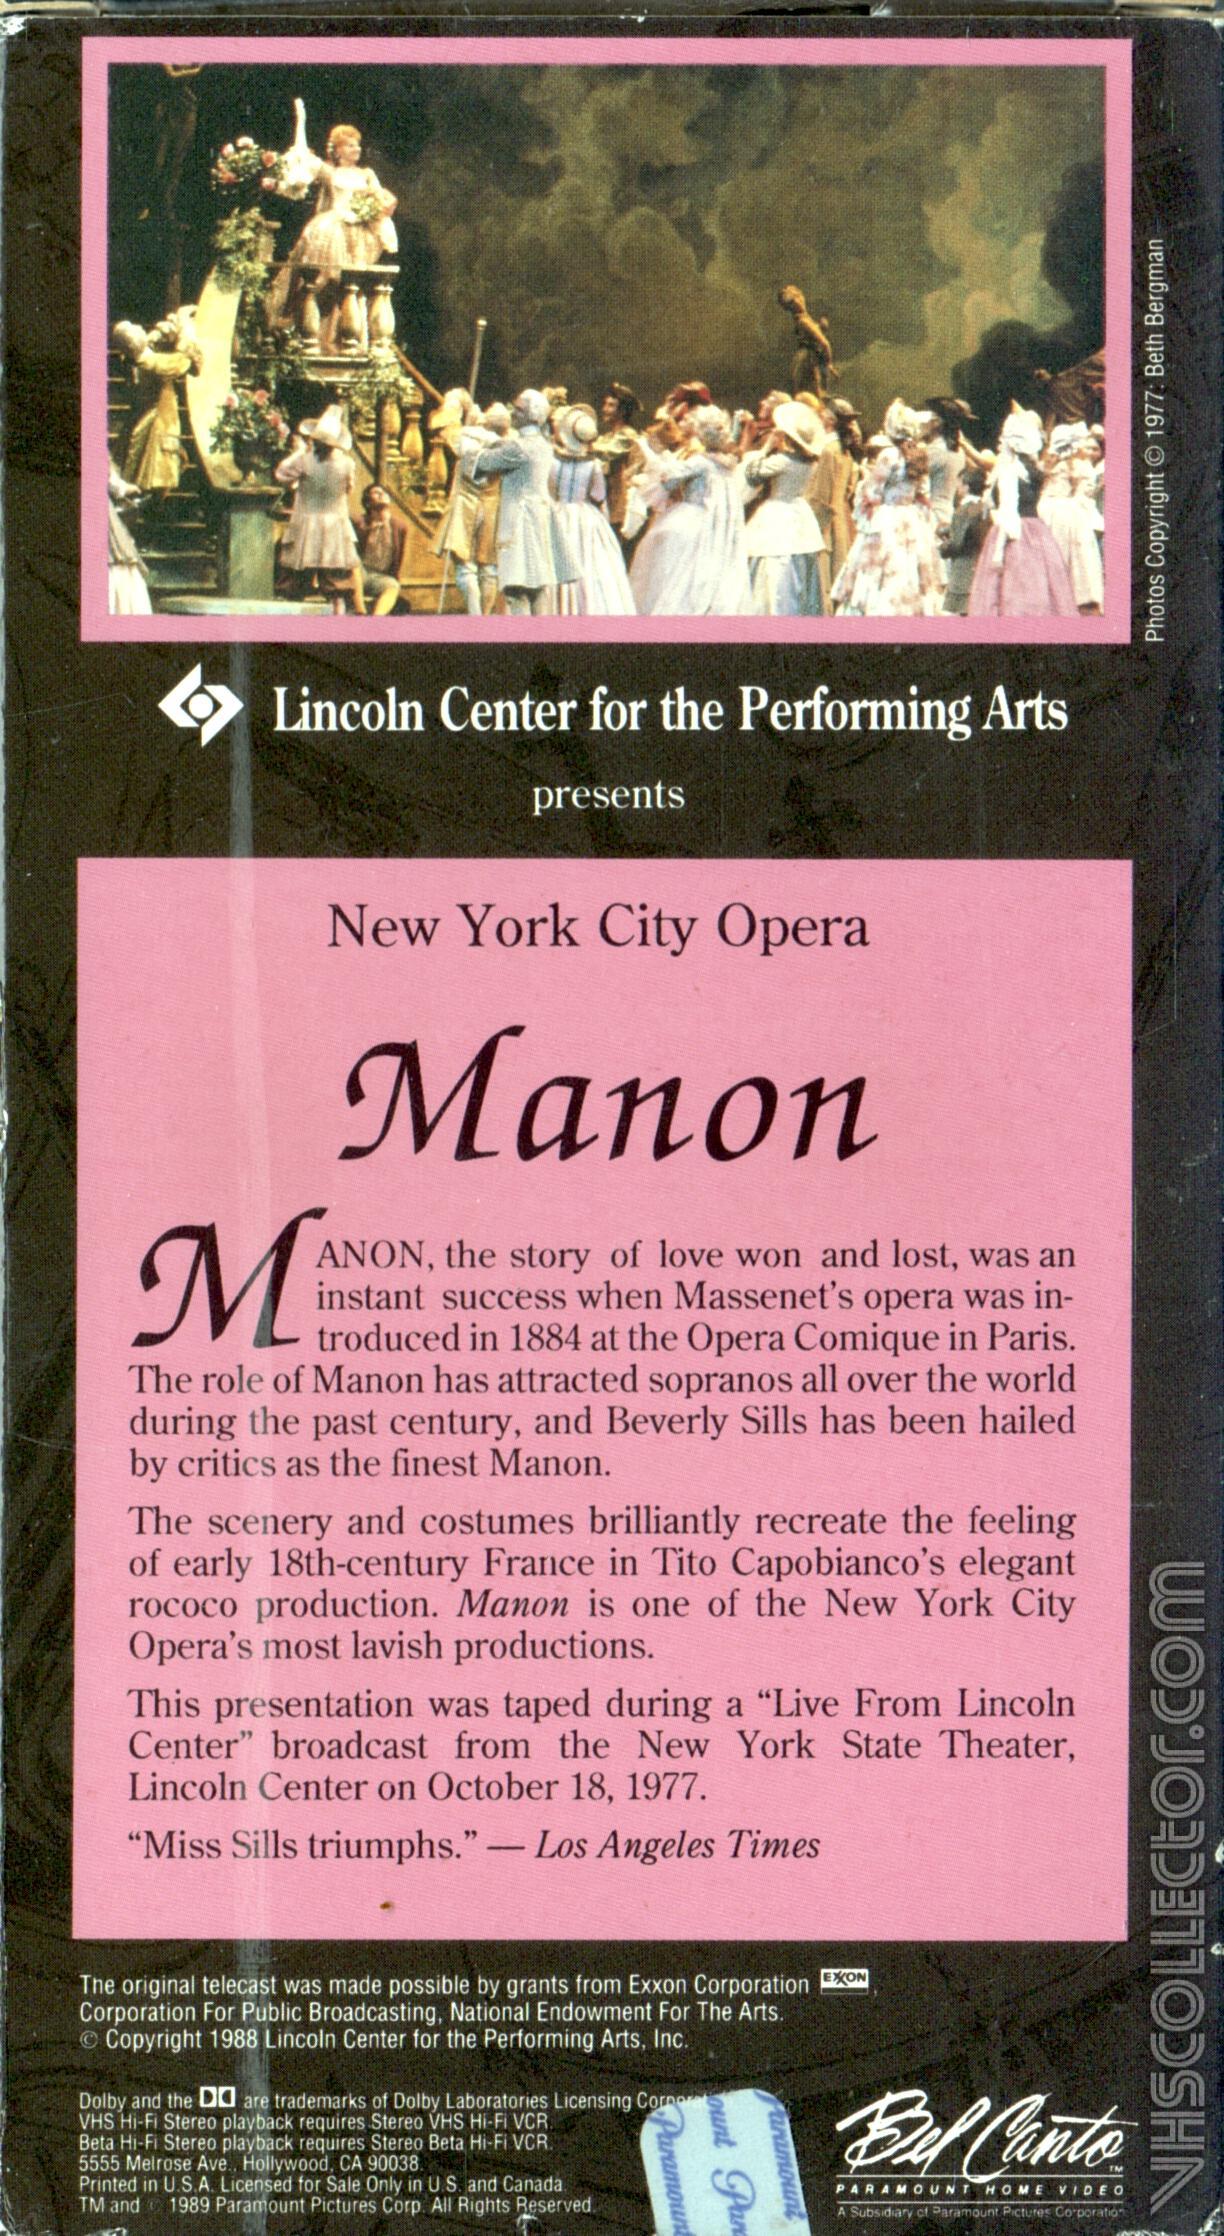 Photos Copyright © 1977: Beth Bergman
Lincoln Center for the Performing Arts
presents
New York City Opera
Manon
MANON, the story of love won and lost, was an
instant success when Massenet's opera was in-
troduced in 1884 at the Opera Comique in Paris.
The role of Manon has attracted sopranos all over the world
during the past century, and Beverly Sills has been hailed
by critics as the finest Manon.
The scenery and costumes brilliantly recreate the feeling
of early 18th-century France in Tito Capobianco's elegant
rococo production. Manon is one of the New York City
Opera's most lavish productions.
This presentation was taped during a “Live From Lincoln
Center” broadcast from the New York State Theater,
Lincoln Center on October 18, 1977.
“Miss Sills triumphs.” — Los Angeles Times
The original telecast was made possible by grants from Exxon Corporation EXXON,
Corporation For Public Broadcasting, National Endowment For The Arts.
© Copyright 1988 Lincoln Center for the Performing Arts, Inc.
Dolby and the DD are trademarks of Dolby Laboratories Licensing
VHS Hi-Fi Stereo playback requires Stereo VHS Hi-Fi VCR.
Beta Hi-Fi Stereo playback requires Stereo Beta Hi-Fi VCR.
5555 Melrose Ave., Hollywood, CA 90038
Printed in U.S.A. Licensed for Sale Only in U.S. and Canada
TM and © 1989 Paramount Pictures Corp. All Rights Reserved.
Paramount
Paramount
Bel Canto™
PARAMOUNT HOME VIDEO
A Subsidiary of Paramount Pictures Corporation
VHSCOLLECTOR.COM